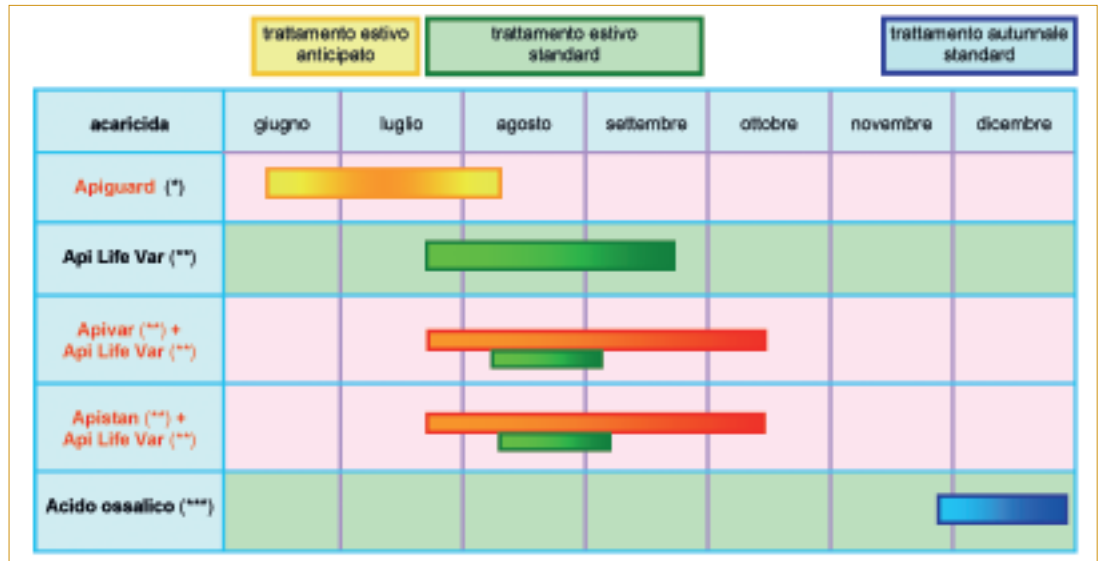 trattamento estivo
anticipato
trattamento estivo
standard
trattamento autunnale
standard
acaricida giugno luglio agosto settembre ottobre novembre dicembre
Apiguard (*)
Api Life Var (**)
Apivar (**) +
Api Life Var (**)
Apistan (**) +
Api Life Var (**)
Acido ossalico (***)